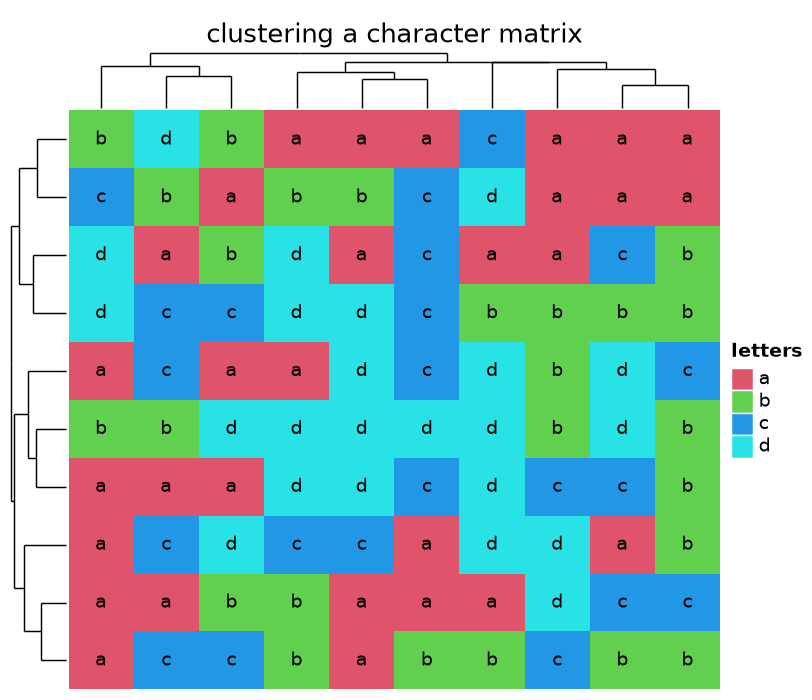 clustering a character matrix
b d b a a a c a a a
c b a b b c d a a a
d a b d a c a a c b
d c c d d c b b b b
a c a a d c d b d c
b b d d d d d b d b
a a a d d c d c c b
a c d c c a d d a b
a a b b a a a d c c
a c c b a b b c b b
letters
a
b
c
d